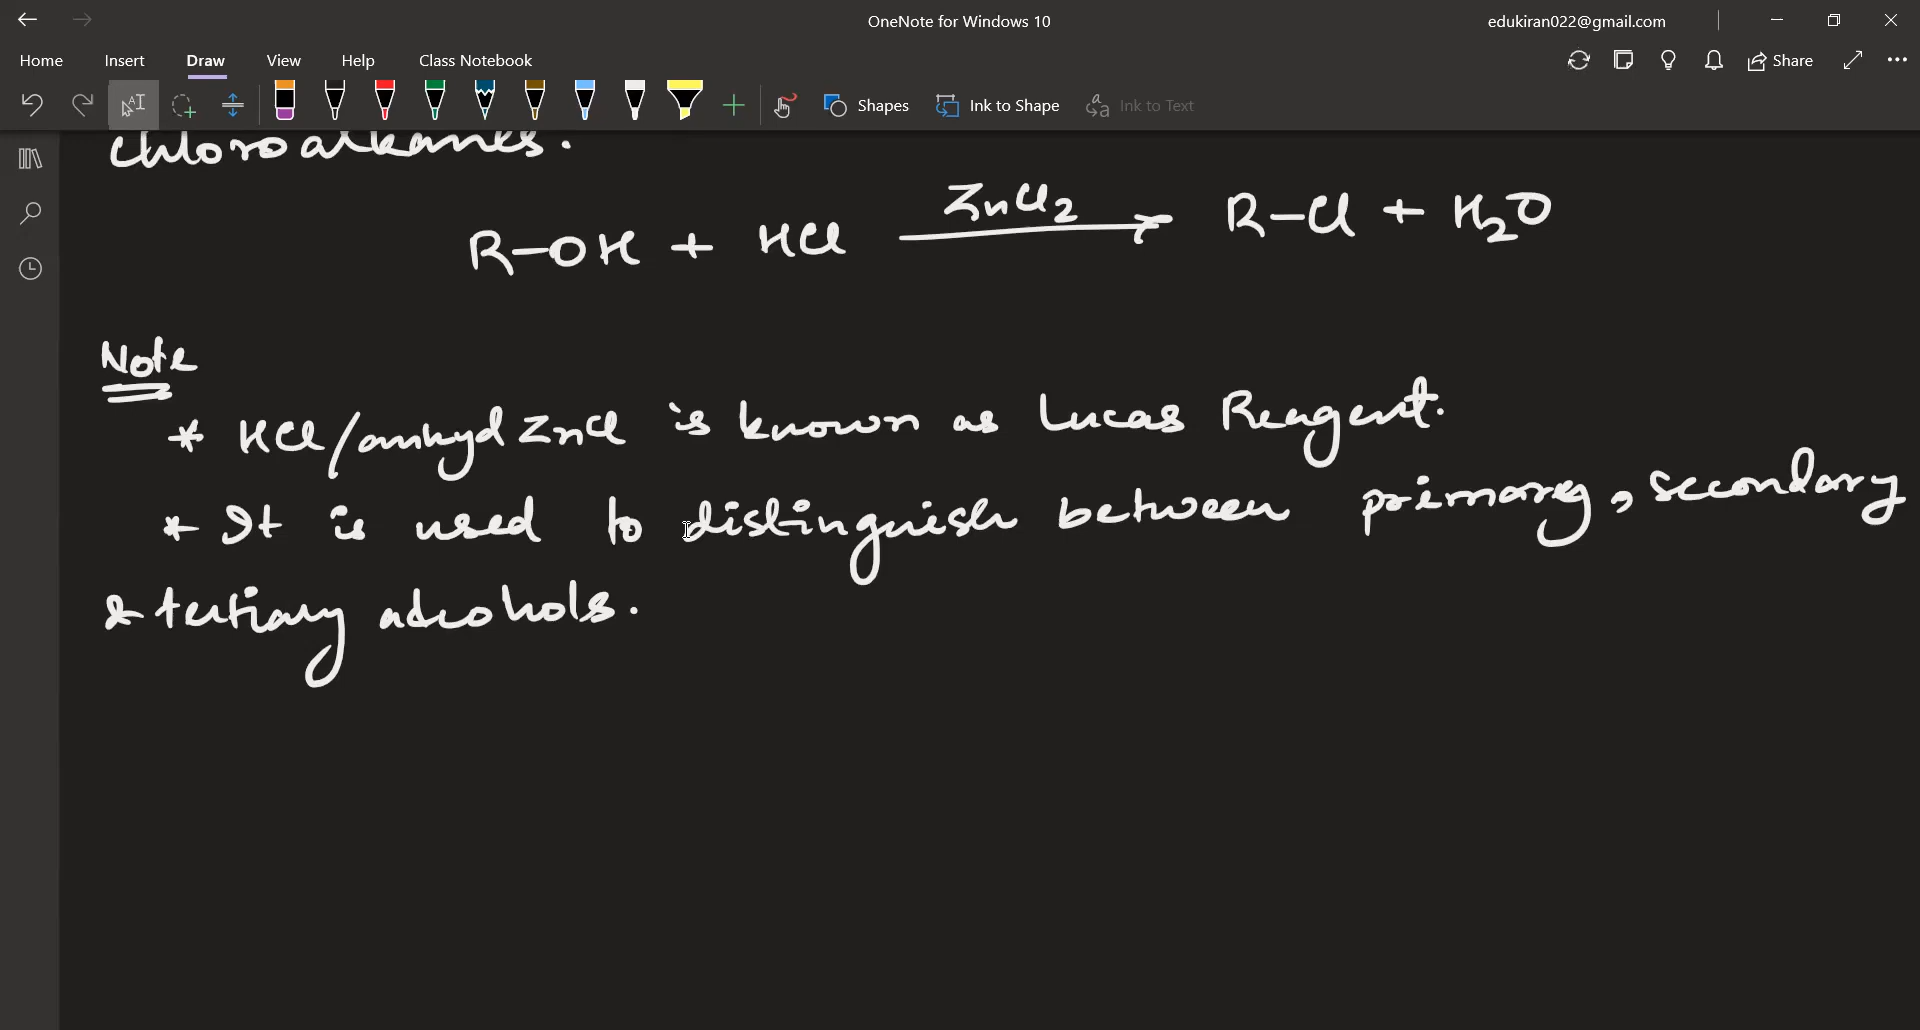 OneNote for Windows 10
edukiran022@gmail.com
Home Insert Draw View Help Class Notebook
Share
Shapes Ink to Shape Ink to Text
chloroalkanes.
R-OH + HCl ZnCl2 → R-Cl + H2O
Note
* HCl/anhyd ZnCl is known as Lucas Reagent.
* It is used to distinguish between primary, secondary
& tertiary alcohols.